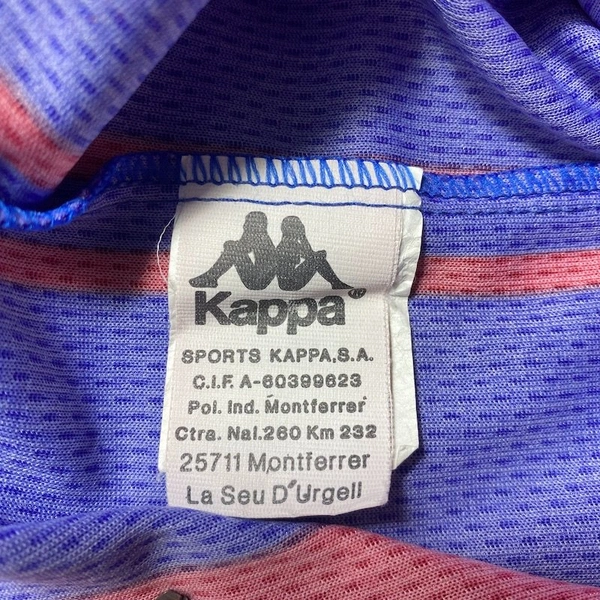 Kappa®
SPORTS KAPPA,S.A.
C.I.F. A-60399623
Pol. Ind. Montferrer
Ctra. Nal.260 Km 232
25711 Montferrer
La Seu D'Urgell